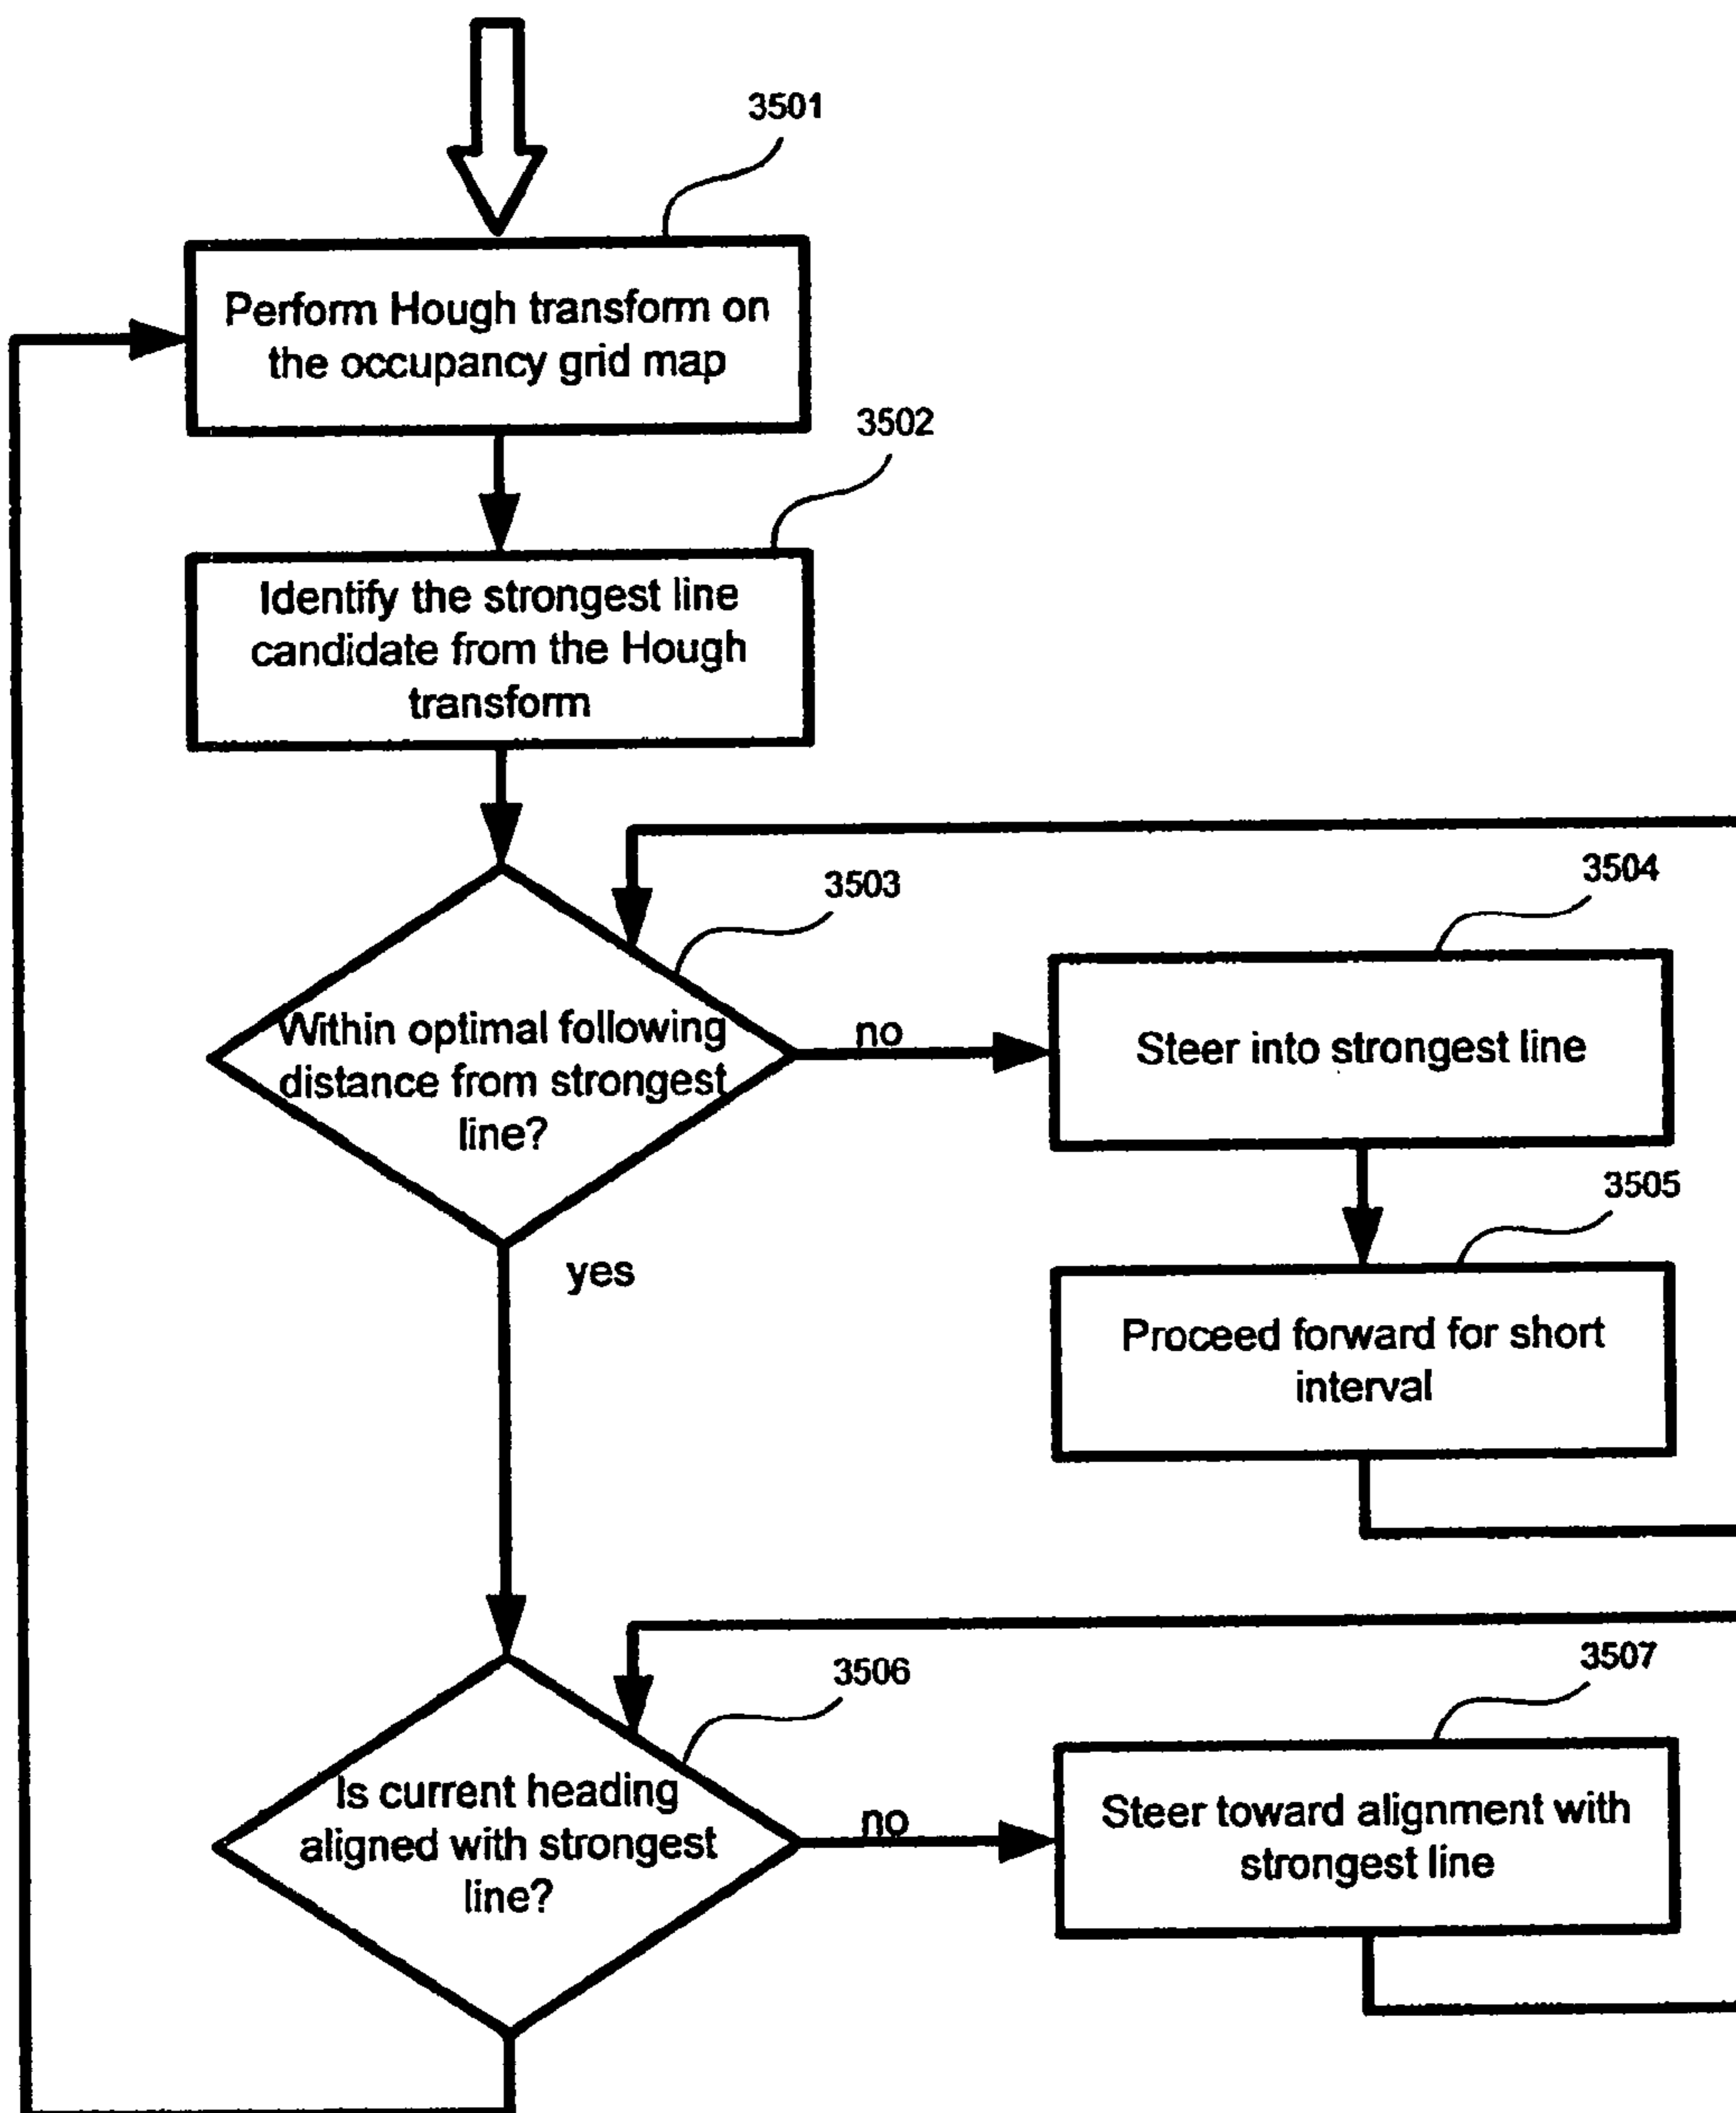 3501
Perform Hough transform on
the occupancy grid map
3502
Identify the strongest line
candidate from the Hough
transform
3503
Within optimal following
distance from strongest
line?
no
yes
3504
Steer into strongest line
3505
Proceed forward for short
interval
3506
Is current heading
aligned with strongest
line?
no
3507
Steer toward alignment with
strongest line